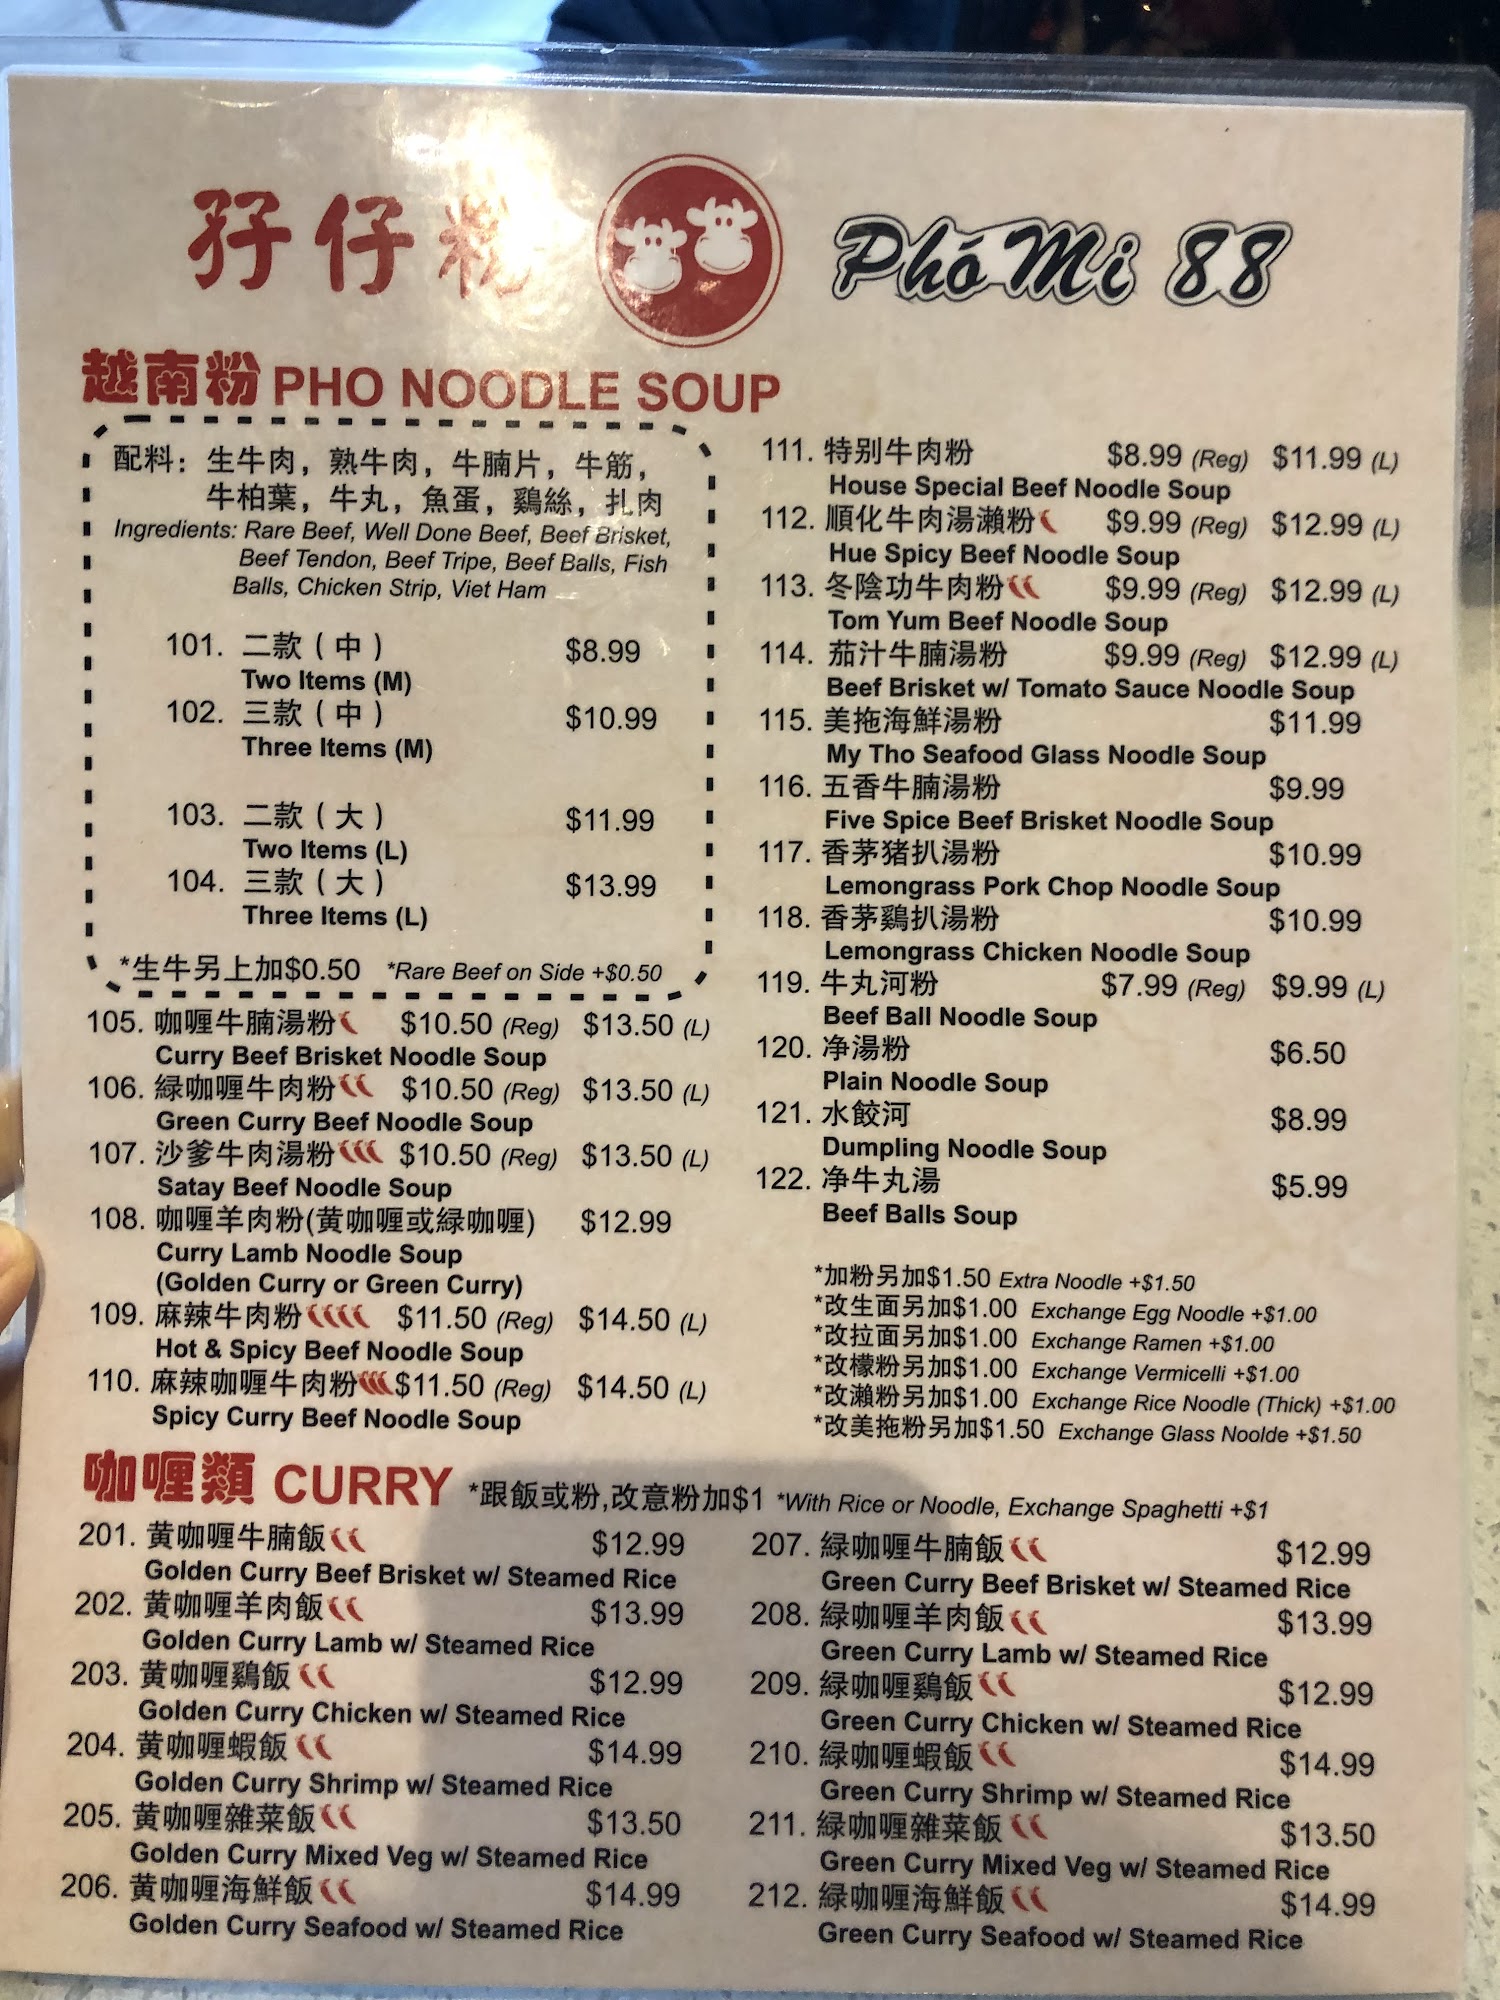 孖仔粉
Phó Mi 88
越南粉 PHO NOODLE SOUP
配料：生牛肉，熟牛肉，牛腩片，牛筋，
牛柏葉，牛丸，魚蛋，鷄絲，扎肉
Ingredients: Rare Beef, Well Done Beef, Beef Brisket,
Beef Tendon, Beef Tripe, Beef Balls, Fish
Balls, Chicken Strip, Viet Ham
101. 二款 ( 中 ) $8.99
Two Items (M)
102. 三款 ( 中 ) $10.99
Three Items (M)
103. 二款 ( 大 ) $11.99
Two Items (L)
104. 三款 ( 大 ) $13.99
Three Items (L)
*生牛另上加$0.50 *Rare Beef on Side +$0.50
105. 咖喱牛腩湯粉 $10.50 (Reg) $13.50 (L)
Curry Beef Brisket Noodle Soup
106. 緑咖喱牛肉粉 $10.50 (Reg) $13.50 (L)
Green Curry Beef Noodle Soup
107. 沙爹牛肉湯粉 $10.50 (Reg) $13.50 (L)
Satay Beef Noodle Soup
108. 咖喱羊肉粉(黄咖喱或緑咖喱) $12.99
Curry Lamb Noodle Soup
(Golden Curry or Green Curry)
109. 麻辣牛肉粉 $11.50 (Reg) $14.50 (L)
Hot & Spicy Beef Noodle Soup
110. 麻辣咖喱牛肉粉 $11.50 (Reg) $14.50 (L)
Spicy Curry Beef Noodle Soup
111. 特别牛肉粉 $8.99 (Reg) $11.99 (L)
House Special Beef Noodle Soup
112. 順化牛肉湯瀨粉 $9.99 (Reg) $12.99 (L)
Hue Spicy Beef Noodle Soup
113. 冬陰功牛肉粉 $9.99 (Reg) $12.99 (L)
Tom Yum Beef Noodle Soup
114. 茄汁牛腩湯粉 $9.99 (Reg) $12.99 (L)
Beef Brisket w/ Tomato Sauce Noodle Soup
115. 美拖海鮮湯粉 $11.99
My Tho Seafood Glass Noodle Soup
116. 五香牛腩湯粉 $9.99
Five Spice Beef Brisket Noodle Soup
117. 香茅猪扒湯粉 $10.99
Lemongrass Pork Chop Noodle Soup
118. 香茅鷄扒湯粉 $10.99
Lemongrass Chicken Noodle Soup
119. 牛丸河粉 $7.99 (Reg) $9.99 (L)
Beef Ball Noodle Soup
120. 净湯粉 $6.50
Plain Noodle Soup
121. 水餃河 $8.99
Dumpling Noodle Soup
122. 净牛丸湯 $5.99
Beef Balls Soup
*加粉另加$1.50 Extra Noodle +$1.50
*改生面另加$1.00 Exchange Egg Noodle +$1.00
*改拉面另加$1.00 Exchange Ramen +$1.00
*改檬粉另加$1.00 Exchange Vermicelli +$1.00
*改瀨粉另加$1.00 Exchange Rice Noodle (Thick) +$1.00
*改美拖粉另加$1.50 Exchange Glass Noolde +$1.50
咖喱類 CURRY *跟飯或粉,改意粉加$1 *With Rice or Noodle, Exchange Spaghetti +$1
201. 黄咖喱牛腩飯 $12.99
Golden Curry Beef Brisket w/ Steamed Rice
202. 黄咖喱羊肉飯 $13.99
Golden Curry Lamb w/ Steamed Rice
203. 黄咖喱鷄飯 $12.99
Golden Curry Chicken w/ Steamed Rice
204. 黄咖喱蝦飯 $14.99
Golden Curry Shrimp w/ Steamed Rice
205. 黄咖喱雜菜飯 $13.50
Golden Curry Mixed Veg w/ Steamed Rice
206. 黄咖喱海鮮飯 $14.99
Golden Curry Seafood w/ Steamed Rice
207. 緑咖喱牛腩飯 $12.99
Green Curry Beef Brisket w/ Steamed Rice
208. 緑咖喱羊肉飯 $13.99
Green Curry Lamb w/ Steamed Rice
209. 緑咖喱鷄飯 $12.99
Green Curry Chicken w/ Steamed Rice
210. 緑咖喱蝦飯 $14.99
Green Curry Shrimp w/ Steamed Rice
211. 緑咖喱雜菜飯 $13.50
Green Curry Mixed Veg w/ Steamed Rice
212. 緑咖喱海鮮飯 $14.99
Green Curry Seafood w/ Steamed Rice